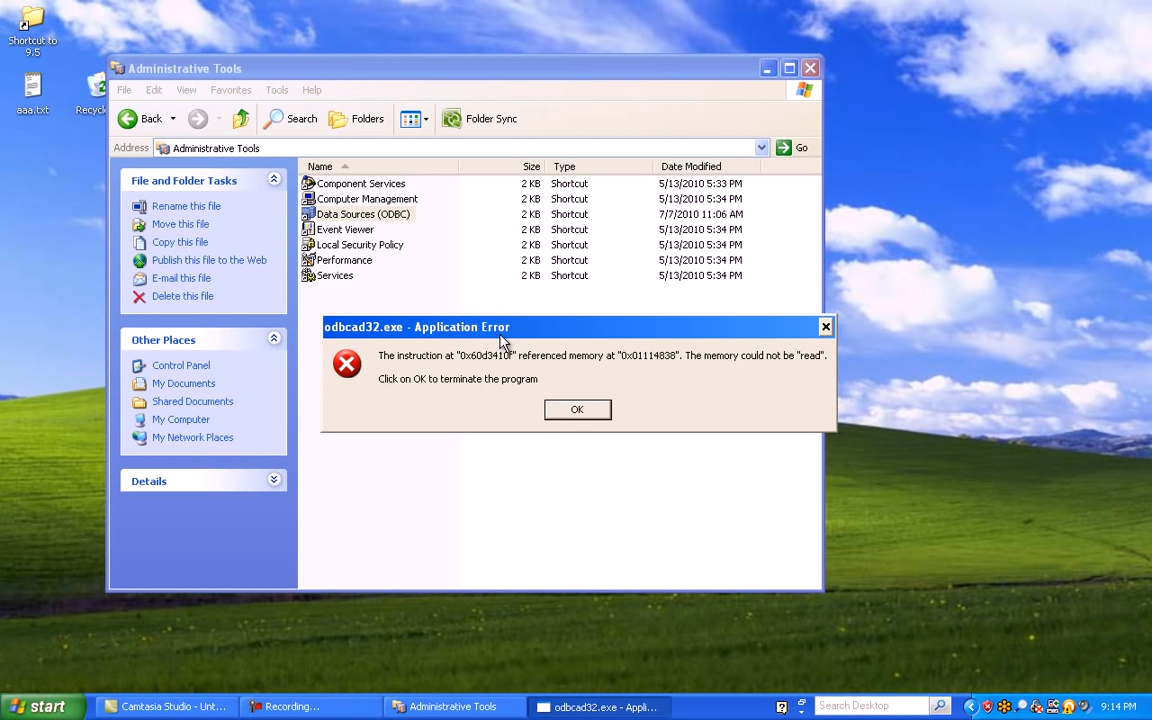 Shortcut to
9.5
aaa.txt
Recyc
Administrative Tools
File Edit View Favorites Tools Help
Back Search Folders Folder Sync
Address Administrative Tools Go
File and Folder Tasks
Rename this file
Move this file
Copy this file
Publish this file to the Web
E-mail this file
Delete this file
Other Places
Control Panel
My Documents
Shared Documents
My Computer
My Network Places
Details
Name Size Type Date Modified
Component Services 2 KB Shortcut 5/13/2010 5:33 PM
Computer Management 2 KB Shortcut 5/13/2010 5:34 PM
Data Sources (ODBC) 2 KB Shortcut 7/7/2010 11:06 AM
Event Viewer 2 KB Shortcut 5/13/2010 5:34 PM
Local Security Policy 2 KB Shortcut 5/13/2010 5:34 PM
Performance 2 KB Shortcut 5/13/2010 5:34 PM
Services 2 KB Shortcut 5/13/2010 5:34 PM
odbcad32.exe - Application Error
The instruction at "0x60d3410f" referenced memory at "0x01114838". The memory could not be "read".
Click on OK to terminate the program
OK
start Camtasia Studio - Unt... Recording... Administrative Tools odbcad32.exe - Appli... Search Desktop 9:14 PM